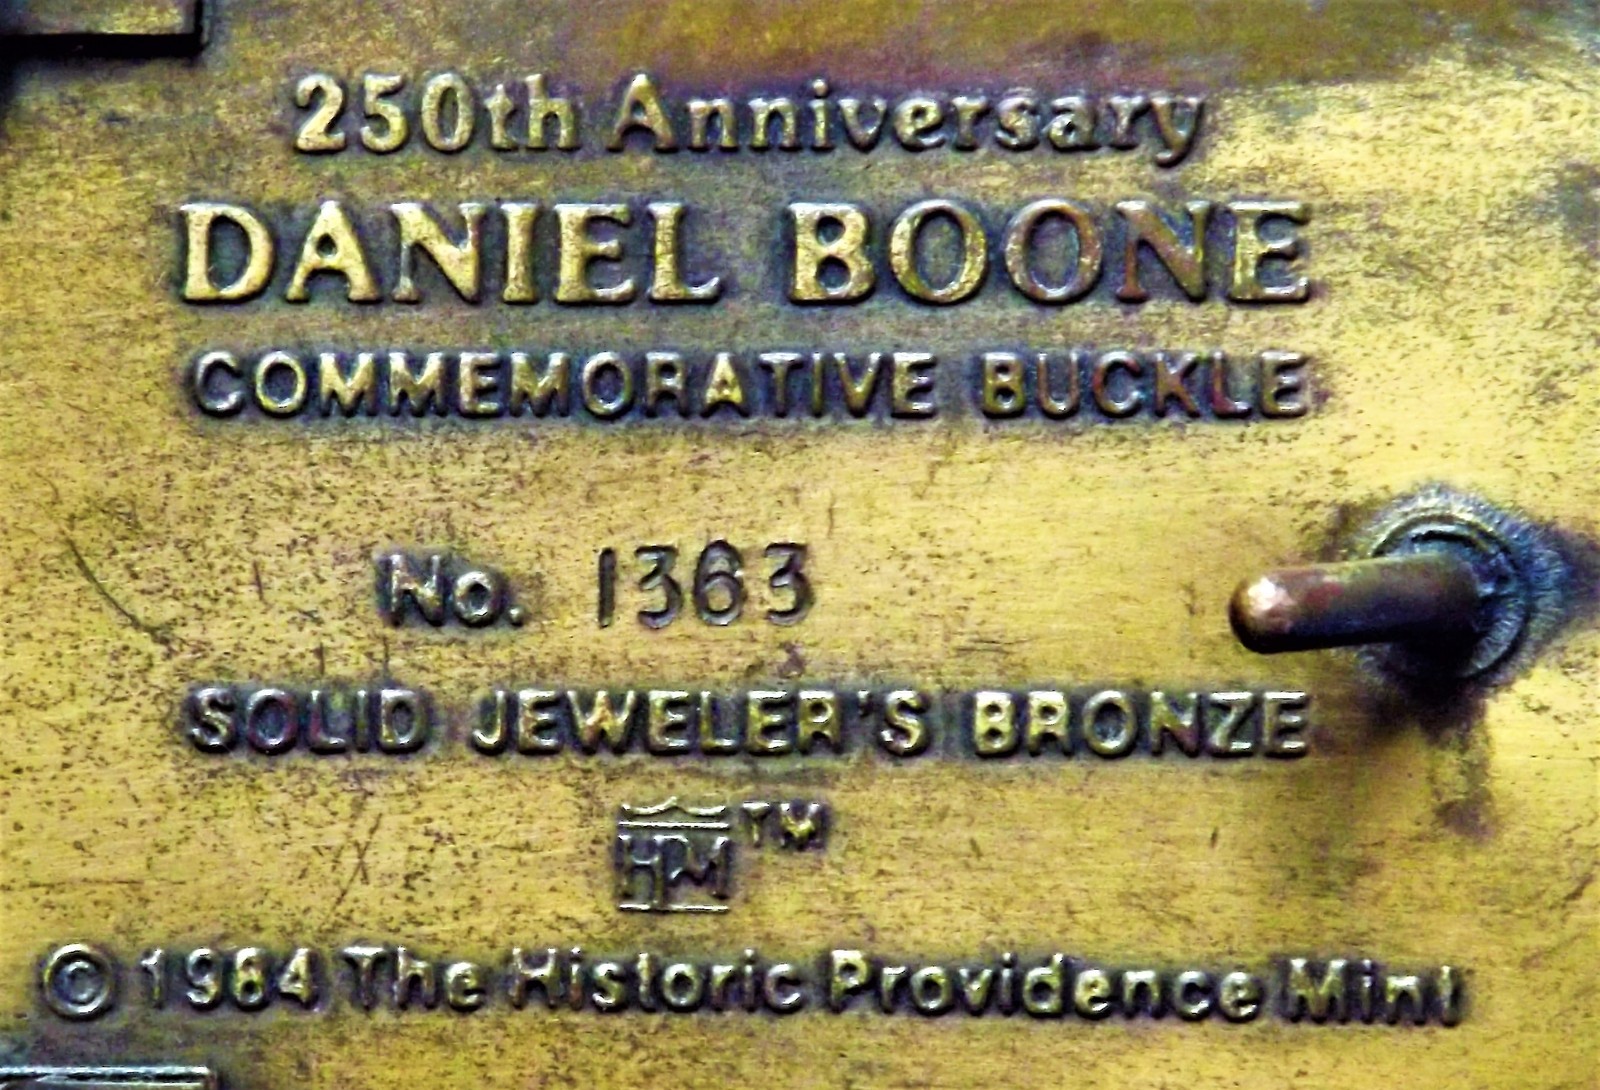 250th Anniversary
DANIEL BOONE
COMMEMORATIVE BUCKLE
No. 1363
SOLID JEWELER'S BRONZE
HPM TM
© 1984 The Historic Providence Mint